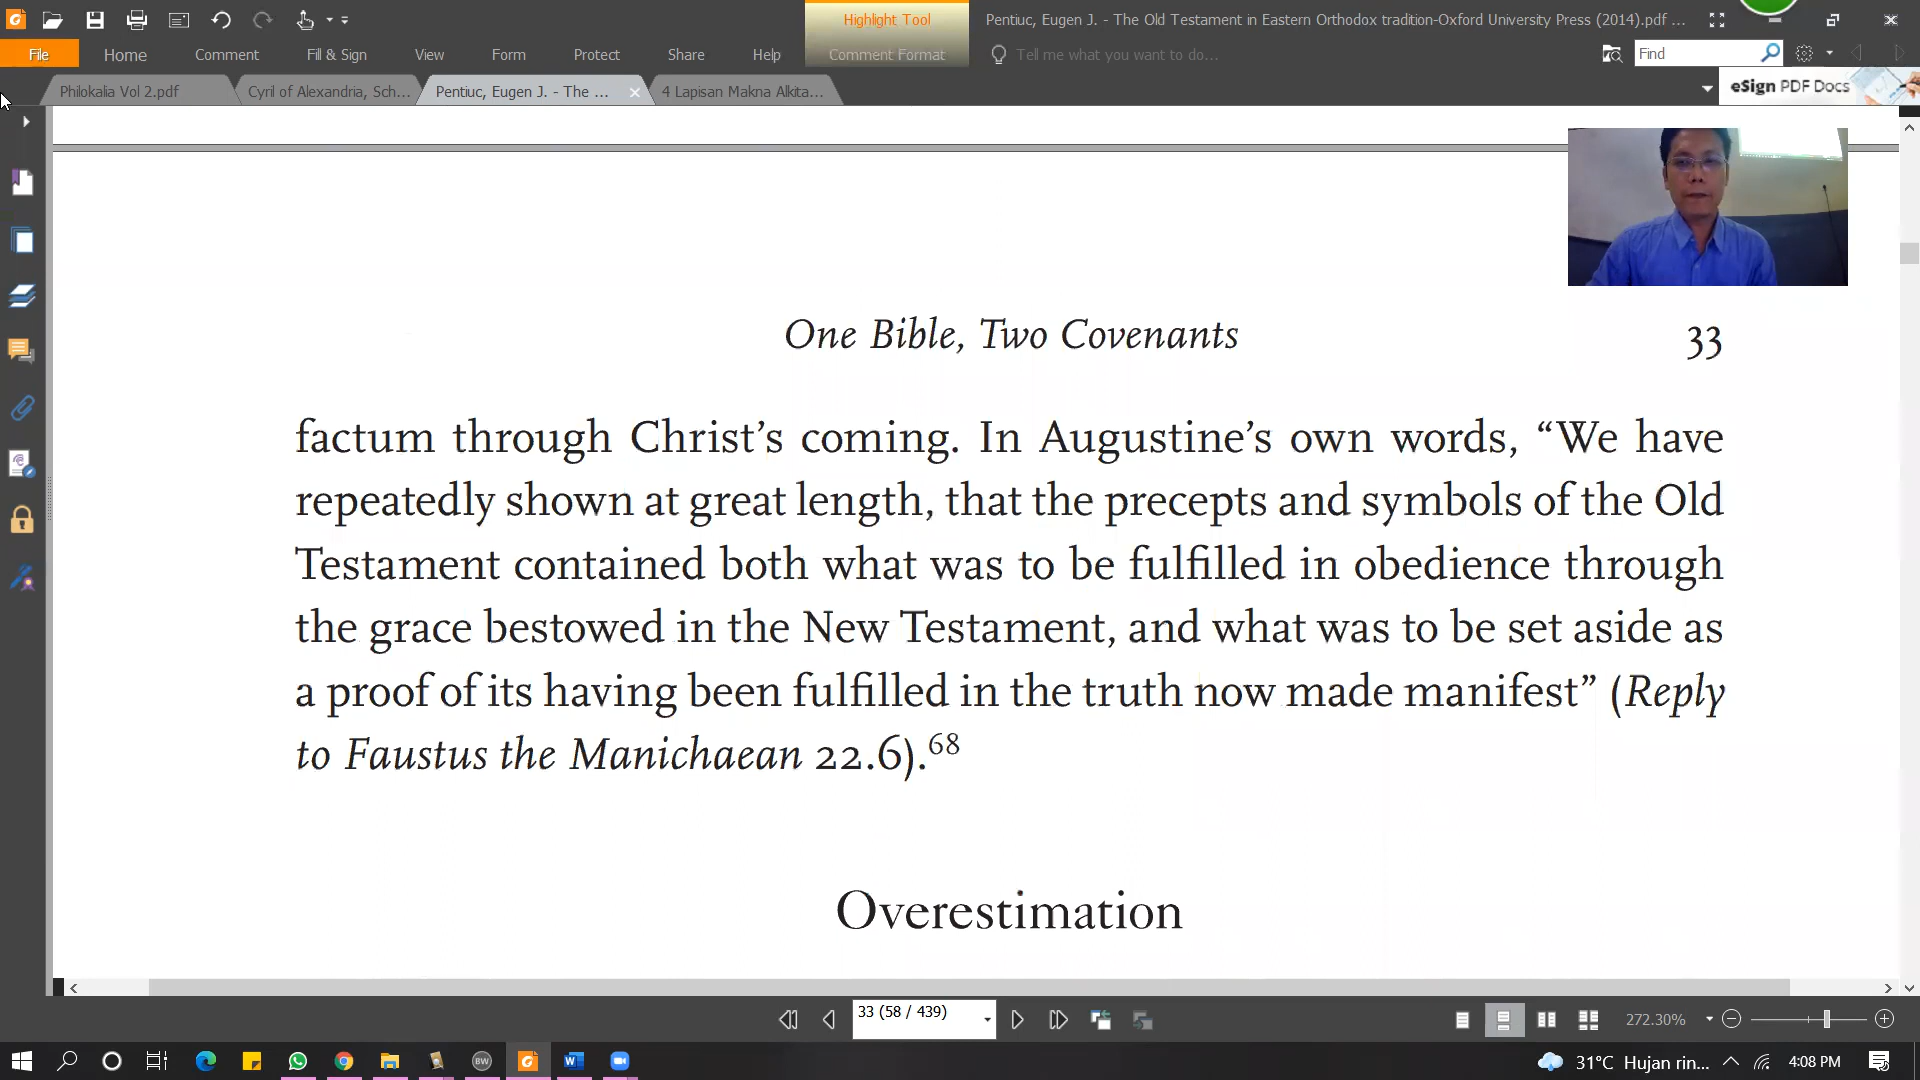 Highlight Tool
Pentiuc, Eugen J. - The Old Testament in Eastern Orthodox tradition-Oxford University Press (2014).pdf ...
File
Home
Comment
Fill & Sign
View
Form
Protect
Share
Help
Comment Format
Tell me what you want to do...
Find
Philokalia Vol 2.pdf
Cyril of Alexandria, Sch...
Pentiuc, Eugen J. - The ...
4 Lapisan Makna Alkita...
eSign PDF Docs
One Bible, Two Covenants
33
factum through Christ’s coming. In Augustine’s own words, “We have
repeatedly shown at great length, that the precepts and symbols of the Old
Testament contained both what was to be fulfilled in obedience through
the grace bestowed in the New Testament, and what was to be set aside as
a proof of its having been fulfilled in the truth now made manifest” (Reply
to Faustus the Manichaean 22.6).68
Overestimation
33 (58 / 439)
272.30%
BW
31°C Hujan rin...
4:08 PM